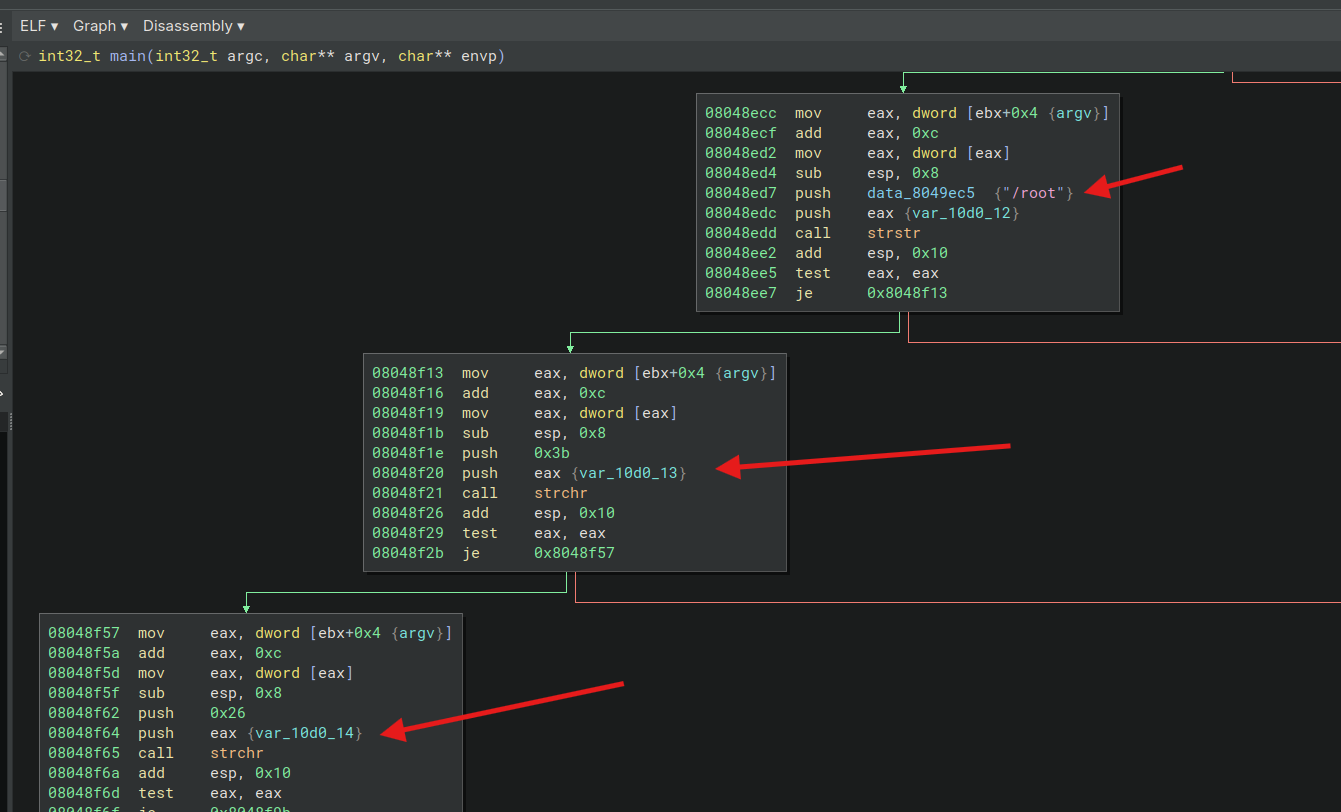 ELF ▾ Graph ▾ Disassembly ▾
int32_t main(int32_t argc, char** argv, char** envp)
08048ecc mov eax, dword [ebx+0x4 {argv}]
08048ecf add eax, 0xc
08048ed2 mov eax, dword [eax]
08048ed4 sub esp, 0x8
08048ed7 push data_8049ec5 {"/root"}
08048edc push eax {var_10d0_12}
08048edd call strstr
08048ee2 add esp, 0x10
08048ee5 test eax, eax
08048ee7 je 0x8048f13
08048f13 mov eax, dword [ebx+0x4 {argv}]
08048f16 add eax, 0xc
08048f19 mov eax, dword [eax]
08048f1b sub esp, 0x8
08048f1e push 0x3b
08048f20 push eax {var_10d0_13}
08048f21 call strchr
08048f26 add esp, 0x10
08048f29 test eax, eax
08048f2b je 0x8048f57
08048f57 mov eax, dword [ebx+0x4 {argv}]
08048f5a add eax, 0xc
08048f5d mov eax, dword [eax]
08048f5f sub esp, 0x8
08048f62 push 0x26
08048f64 push eax {var_10d0_14}
08048f65 call strchr
08048f6a add esp, 0x10
08048f6d test eax, eax
08048f6f je 0x8048f9b